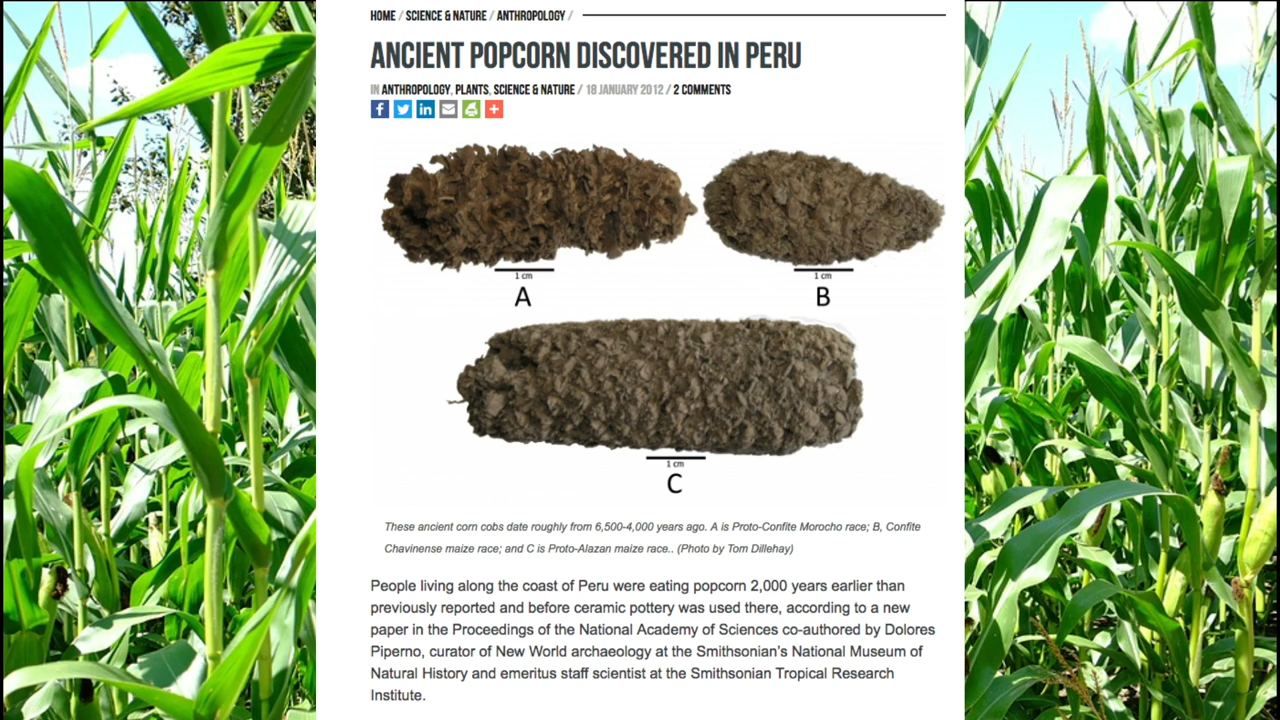 HOME / SCIENCE & NATURE / ANTHROPOLOGY /
ANCIENT POPCORN DISCOVERED IN PERU
IN ANTHROPOLOGY, PLANTS, SCIENCE & NATURE / 18 JANUARY 2012 / 2 COMMENTS
1 cm
A
1 cm
B
1 cm
C
These ancient corn cobs date roughly from 6,500-4,000 years ago. A is Proto-Confite Morocho race; B, Confite
Chavinense maize race; and C is Proto-Alazan maize race.. (Photo by Tom Dillehay)
People living along the coast of Peru were eating popcorn 2,000 years earlier than
previously reported and before ceramic pottery was used there, according to a new
paper in the Proceedings of the National Academy of Sciences co-authored by Dolores
Piperno, curator of New World archaeology at the Smithsonian's National Museum of
Natural History and emeritus staff scientist at the Smithsonian Tropical Research
Institute.